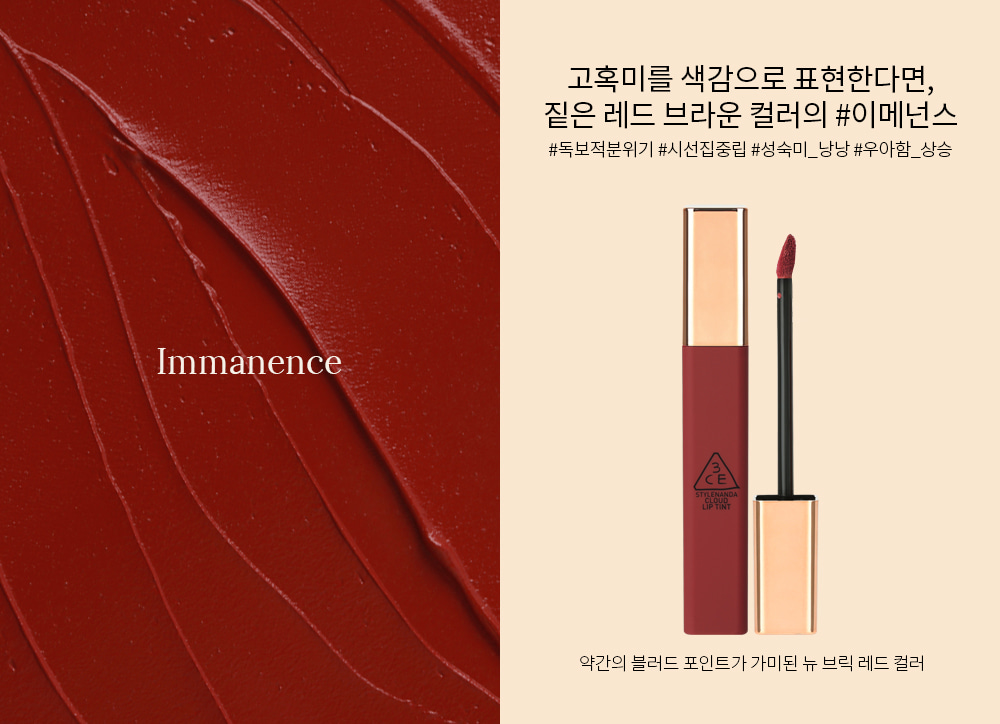 Immanence
고혹미를 색감으로 표현한다면,
짙은 레드 브라운 컬러의 #이메넌스
#독보적분위기 #시선집중립 #성숙미_낭낭 #우아함_상승
3
CE
STYLENANDA
CLOUD
LIP TINT
약간의 블러드 포인트가 가미된 뉴 브릭 레드 컬러